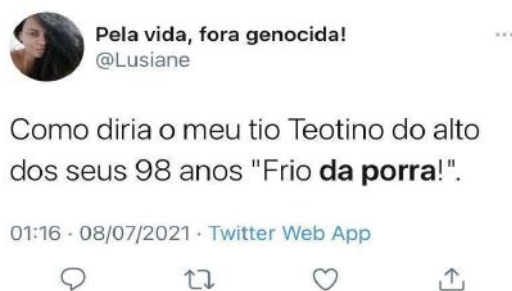 Pela vida, fora genocida!
@Lusiane
Como diria o meu tio Teotino do alto
dos seus 98 anos "Frio da porra!".
01:16 · 08/07/2021 · Twitter Web App